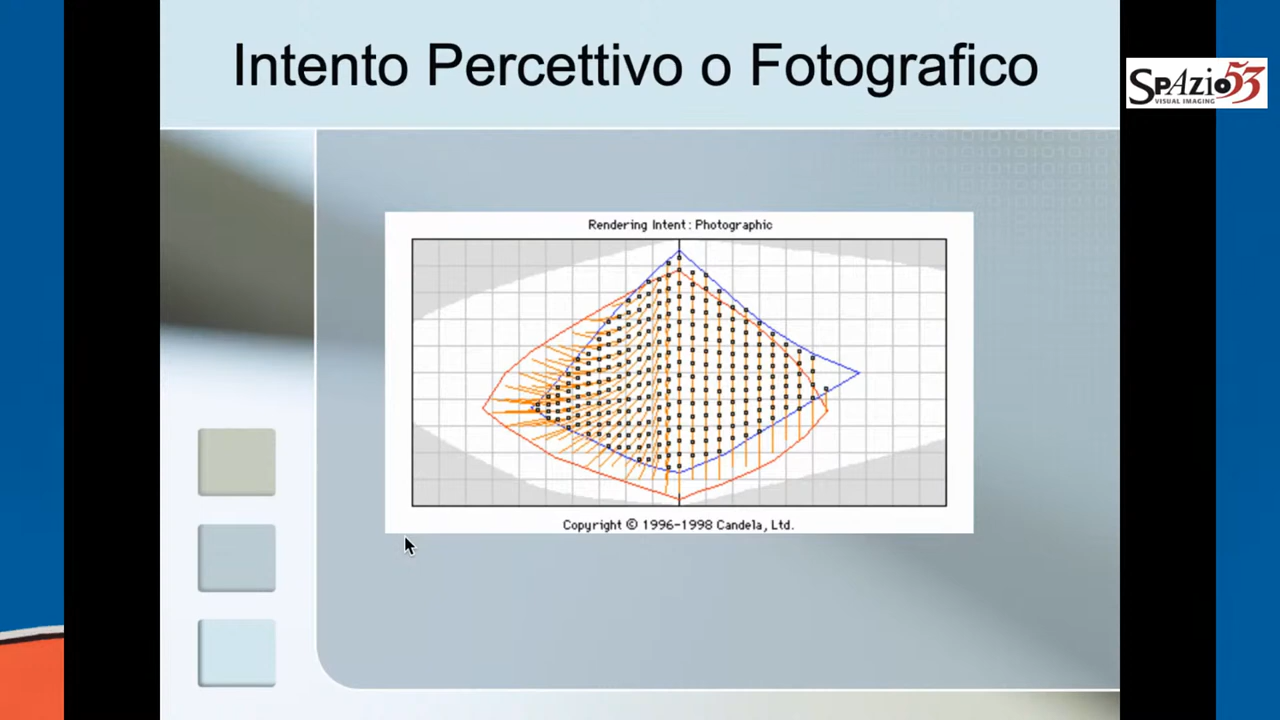 Intento Percettivo o Fotografico
SPAZIO53
VISUAL IMAGING
Rendering Intent: Photographic
Copyright © 1996-1998 Candela, Ltd.